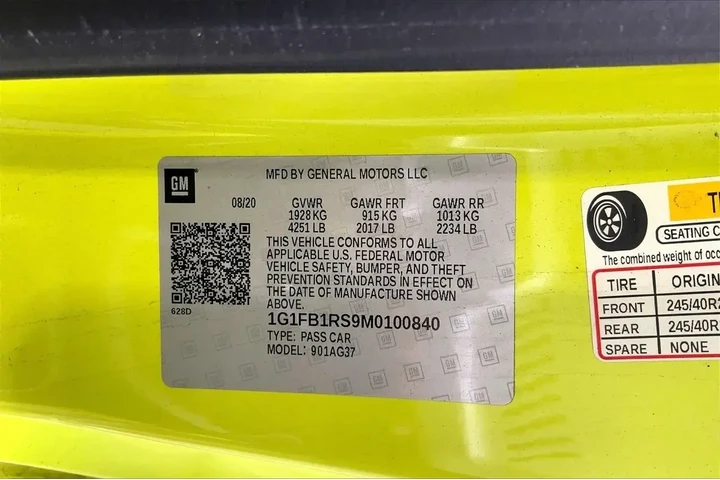 MFD BY GENERAL MOTORS LLC
GM
08/20 GVWR GAWR FRT GAWR RR
1928 KG 915 KG 1013 KG
4251 LB 2017 LB 2234 LB
THIS VEHICLE CONFORMS TO ALL
APPLICABLE U.S. FEDERAL MOTOR
VEHICLE SAFETY, BUMPER, AND THEFT
PREVENTION STANDARDS IN EFFECT ON
THE DATE OF MANUFACTURE SHOWN
ABOVE.
628D
1G1FB1RS9M0100840
TYPE: PASS CAR
MODEL: 901AG37
SEATING C
The combined weight of occ
TIRE ORIGIN
FRONT 245/40R2
REAR 245/40R
SPARE NONE